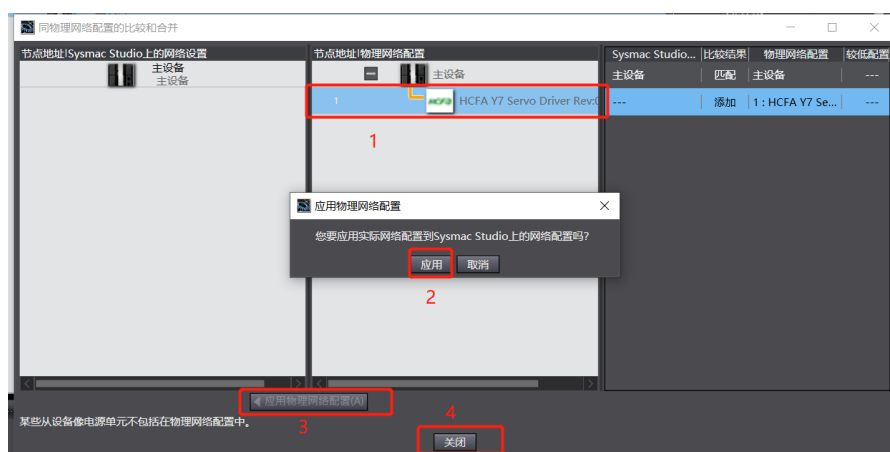 同物理网络配置的比较和合并
节点地址|Sysmac Studio上的网络设置
主设备
主设备
节点地址|物理网络配置
主设备
1
HCFA
HCFA Y7 Servo Driver Rev:
1
Sysmac Studio... 比较结果 物理网络配置 较低配置
主设备 匹配 主设备 ---
--- 添加 1 : HCFA Y7 Se... ---
应用物理网络配置
您要应用实际网络配置到Sysmac Studio上的网络配置吗?
应用 取消
2
应用物理网络配置(A)
3
某些从设备像电源单元不包括在物理网络配置中。
4
关闭